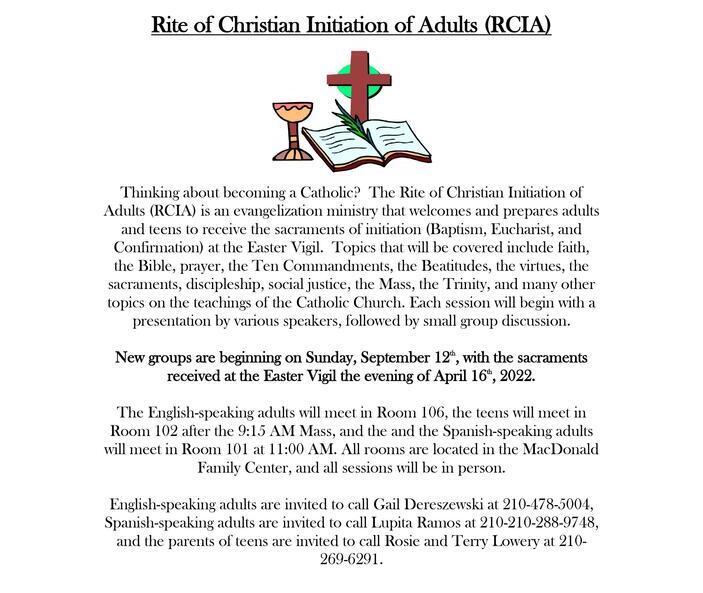 Rite of Christian Initiation of Adults (RCIA)
Thinking about becoming a Catholic?  The Rite of Christian Initiation of
Adults (RCIA) is an evangelization ministry that welcomes and prepares adults
and teens to receive the sacraments of initiation (Baptism, Eucharist, and
Confirmation) at the Easter Vigil.  Topics that will be covered include faith,
the Bible, prayer, the Ten Commandments, the Beatitudes, the virtues, the
sacraments, discipleship, social justice, the Mass, the Trinity, and many other
topics on the teachings of the Catholic Church. Each session will begin with a
presentation by various speakers, followed by small group discussion.
New groups are beginning on Sunday, September 12th, with the sacraments
received at the Easter Vigil the evening of April 16th, 2022.
The English-speaking adults will meet in Room 106, the teens will meet in
Room 102 after the 9:15 AM Mass, and the and the Spanish-speaking adults
will meet in Room 101 at 11:00 AM. All rooms are located in the MacDonald
Family Center, and all sessions will be in person.
English-speaking adults are invited to call Gail Dereszewski at 210-478-5004,
Spanish-speaking adults are invited to call Lupita Ramos at 210-210-288-9748,
and the parents of teens are invited to call Rosie and Terry Lowery at 210-
269-6291.